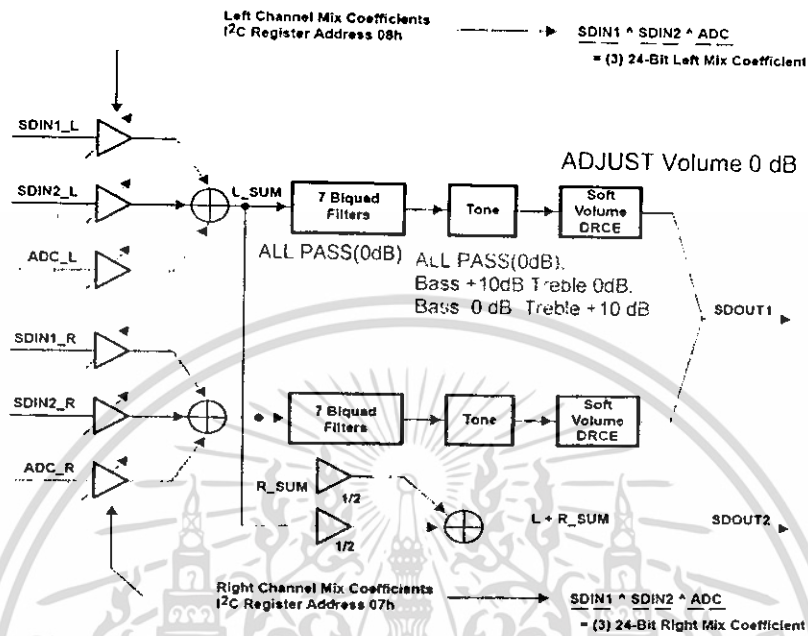 Left Channel Mix Coefficients
I²C Register Address 08h
SDIN1 ^ SDIN2 ^ ADC
= (3) 24-Bit Left Mix Coefficient
SDIN1_L
SDIN2_L
ADC_L
L_SUM
7 Biquad
Filters
Tone
ADJUST Volume 0 dB
Soft
Volume
DRCE
ALL PASS(0dB)
ALL PASS(0dB).
Bass +10dB Treble 0dB.
Bass 0 dB Treble +10 dB
SDOUT1
SDIN1_R
SDIN2_R
ADC_R
7 Biquad
Filters
Tone
Soft
Volume
DRCE
R_SUM
1/2
1/2
L + R_SUM
SDOUT2
Right Channel Mix Coefficients
I²C Register Address 07h
SDIN1 ^ SDIN2 ^ ADC
= (3) 24-Bit Right Mix Coefficient